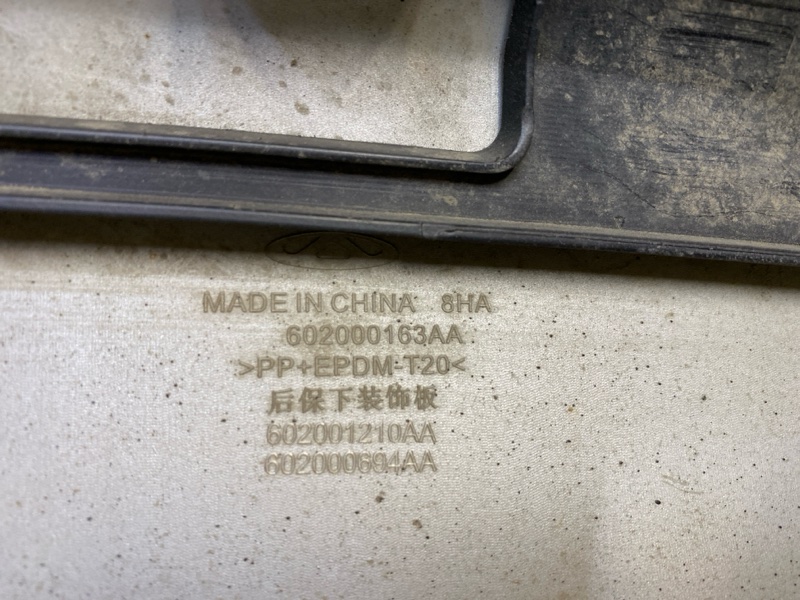 MADE IN CHINA 8HA
602000163AA
>PP+EPDM-T20<
后保下装饰板
602001210AA
602000694AA